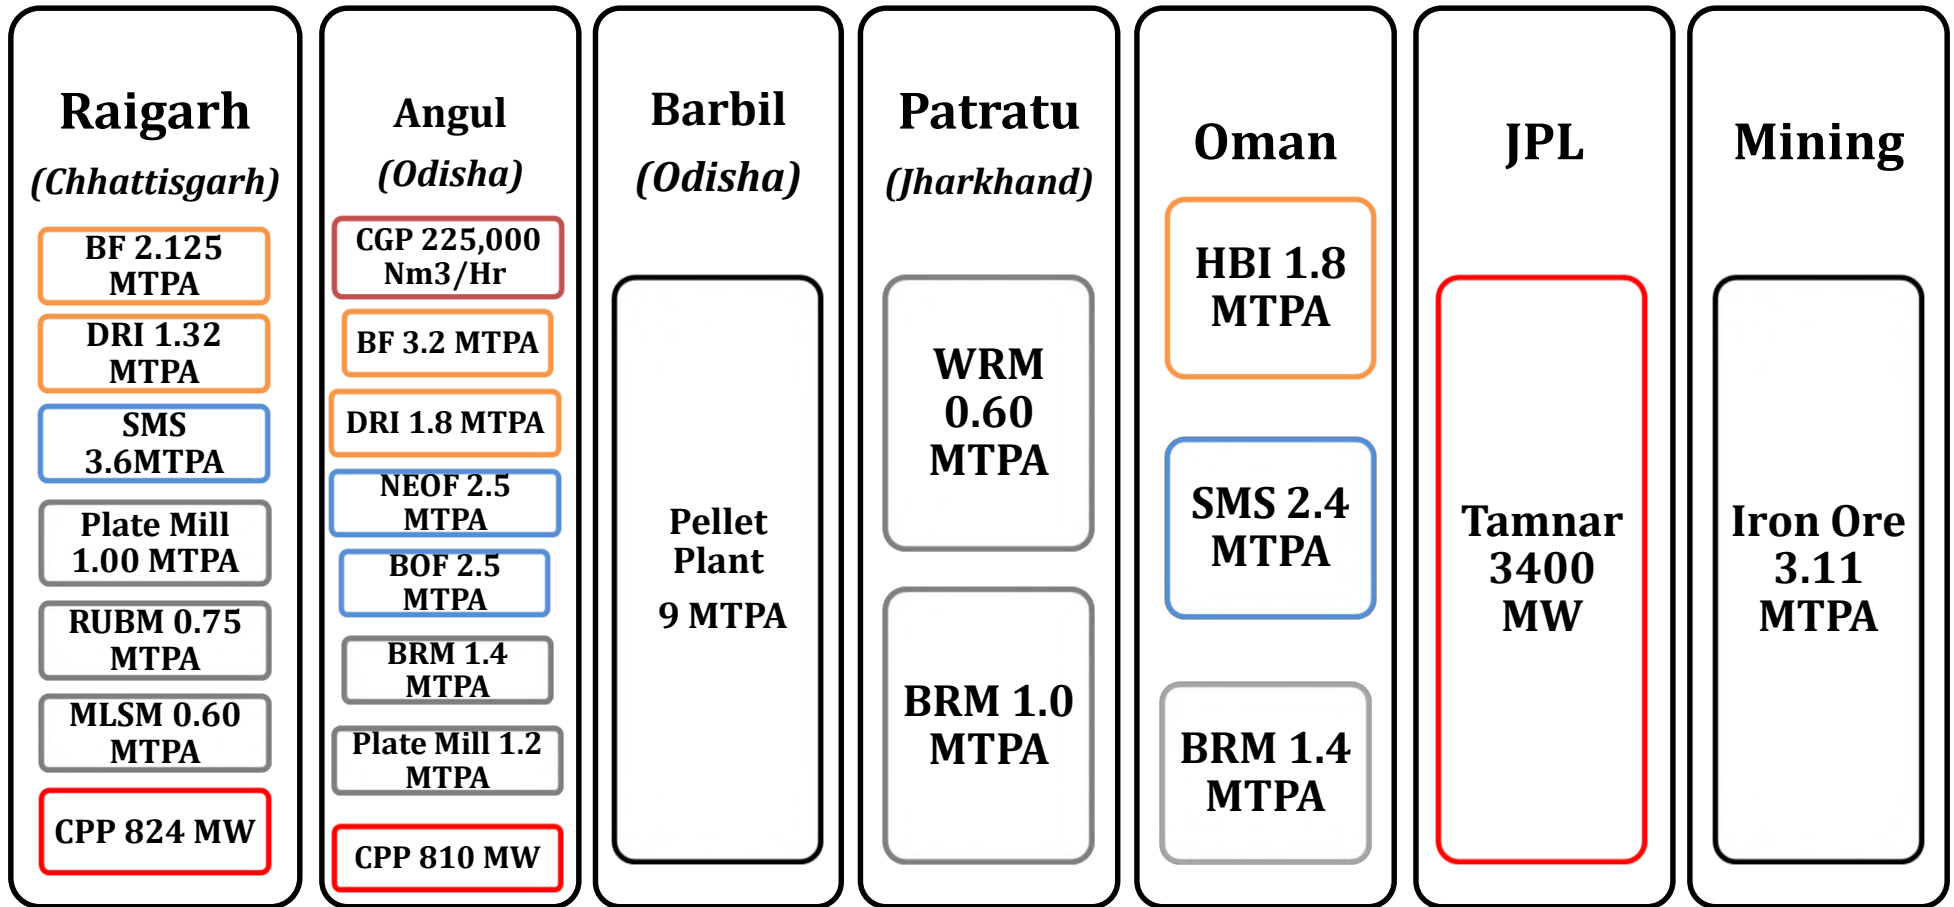 Raigarh
(Chhattisgarh)
BF 2.125
MTPA
DRI 1.32
MTPA
SMS
3.6MTPA
Plate Mill
1.00 MTPA
RUBM 0.75
MTPA
MLSM 0.60
MTPA
CPP 824 MW
Angul
(Odisha)
CGP 225,000
Nm3/Hr
BF 3.2 MTPA
DRI 1.8 MTPA
NEOF 2.5
MTPA
BOF 2.5
MTPA
BRM 1.4
MTPA
Plate Mill 1.2
MTPA
CPP 810 MW
Barbil
(Odisha)
Pellet
Plant
9 MTPA
Patratu
(Jharkhand)
WRM
0.60
MTPA
BRM 1.0
MTPA
Oman
HBI 1.8
MTPA
SMS 2.4
MTPA
BRM 1.4
MTPA
JPL
Tamnar
3400
MW
Mining
Iron Ore
3.11
MTPA